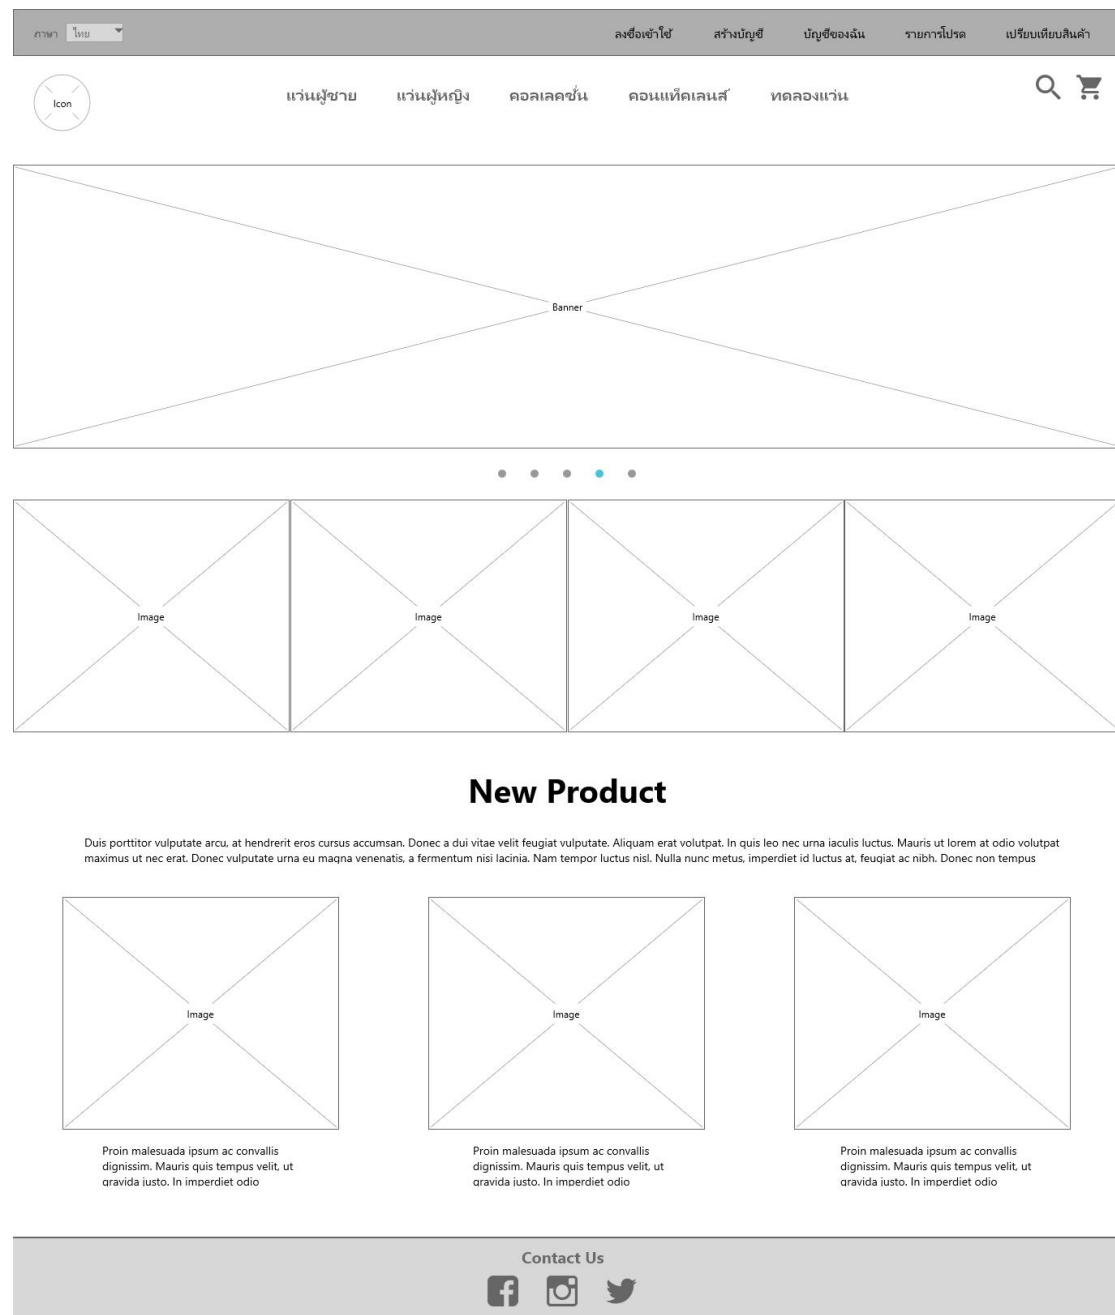 ภาษา ไทย ลงชื่อเข้าใช้ สร้างบัญชี บัญชีของฉัน รายการโปรด เปรียบเทียบสินค้า
Icon แว่นผู้ชาย แว่นผู้หญิง คอลเลคชั่น คอนแท็คเลนส์ ทดลองแว่น
Banner
Image Image Image Image
New Product
Duis porttitor vulputate arcu, at hendrerit eros cursus accumsan. Donec a dui vitae velit feugiat vulputate. Aliquam erat volutpat. In quis leo nec urna iaculis luctus. Mauris ut lorem at odio volutpat
maximus ut nec erat. Donec vulputate urna eu magna venenatis, a fermentum nisi lacinia. Nam tempor luctus nisl. Nulla nunc metus, imperdiet id luctus at, feugiat ac nibh. Donec non tempus
Image Image Image
Proin malesuada ipsum ac convallis
dignissim. Mauris quis tempus velit, ut
gravida justo. In imperdiet odio
Proin malesuada ipsum ac convallis
dignissim. Mauris quis tempus velit, ut
gravida justo. In imperdiet odio
Proin malesuada ipsum ac convallis
dignissim. Mauris quis tempus velit, ut
gravida justo. In imperdiet odio
Contact Us